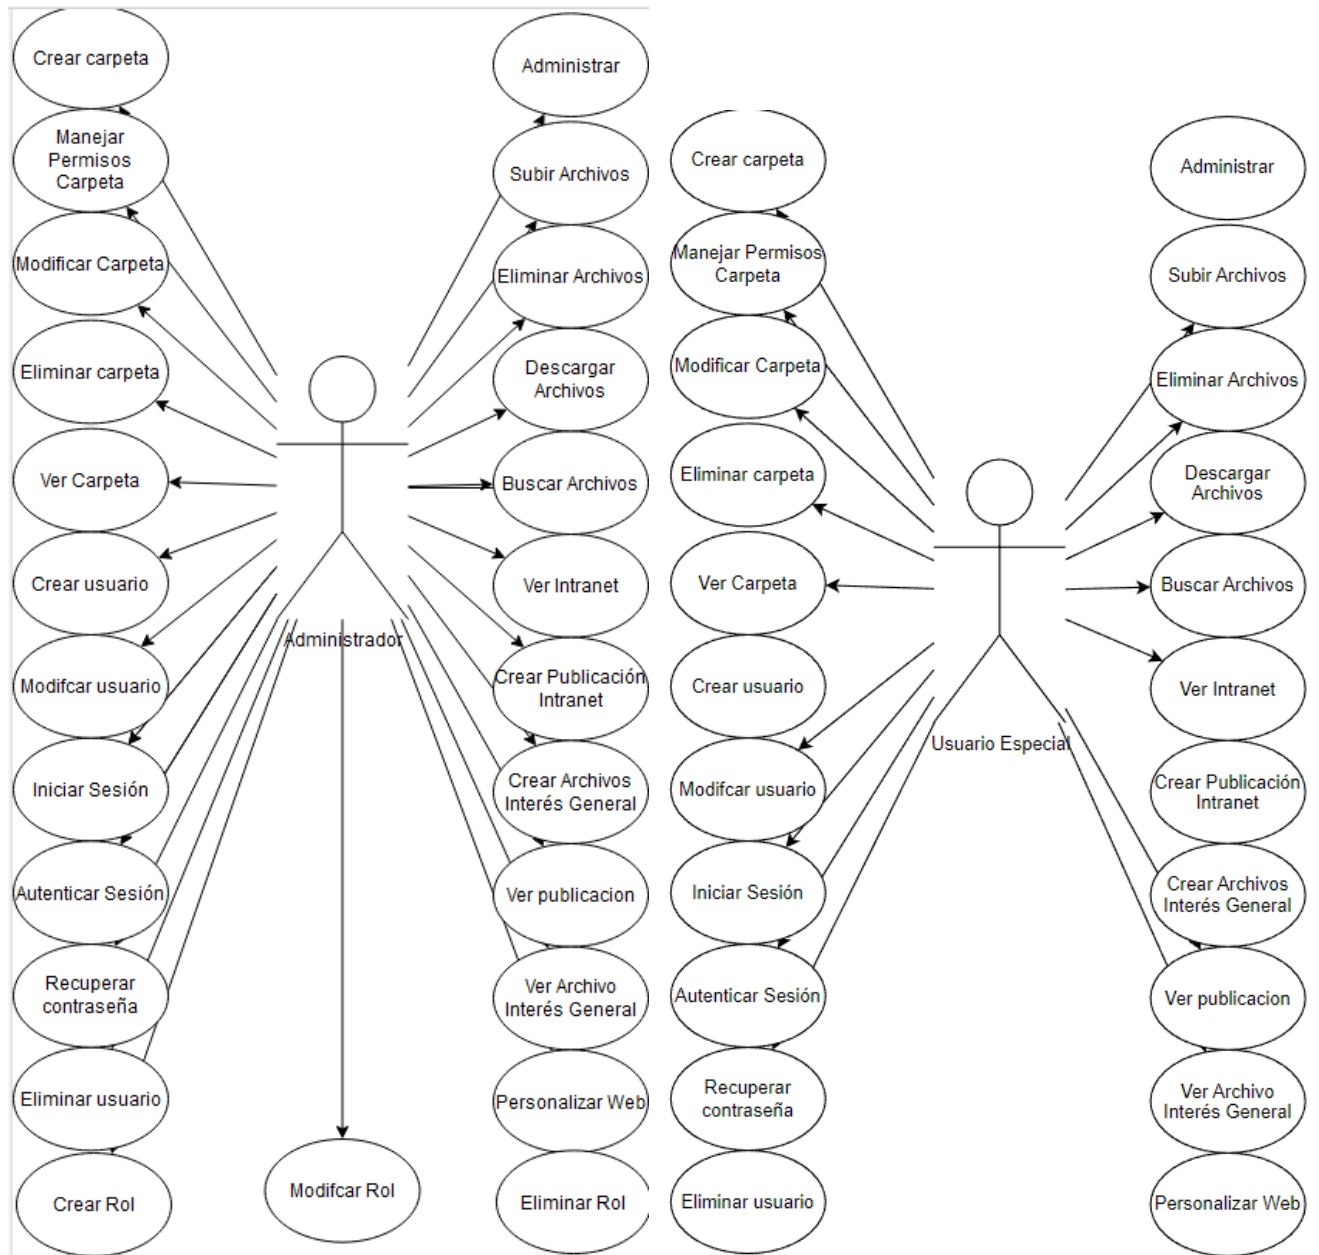 Crear carpeta
Manejar
Permisos
Carpeta
Modificar Carpeta
Eliminar carpeta
Ver Carpeta
Crear usuario
Modifcar usuario
Iniciar Sesión
Autenticar Sesión
Recuperar
contraseña
Eliminar usuario
Crear Rol
Administrador
Modifcar Rol
Administrar
Subir Archivos
Eliminar Archivos
Descargar
Archivos
Buscar Archivos
Ver Intranet
Crear Publicación
Intranet
Crear Archivos
Interés General
Ver publicacion
Ver Archivo
Interés General
Personalizar Web
Eliminar Rol
Crear carpeta
Manejar Permisos
Carpeta
Modificar Carpeta
Eliminar carpeta
Ver Carpeta
Crear usuario
Modifcar usuario
Iniciar Sesión
Autenticar Sesión
Recuperar
contraseña
Eliminar usuario
Usuario Especial
Administrar
Subir Archivos
Eliminar Archivos
Descargar
Archivos
Buscar Archivos
Ver Intranet
Crear Publicación
Intranet
Crear Archivos
Interés General
Ver publicacion
Ver Archivo
Interés General
Personalizar Web